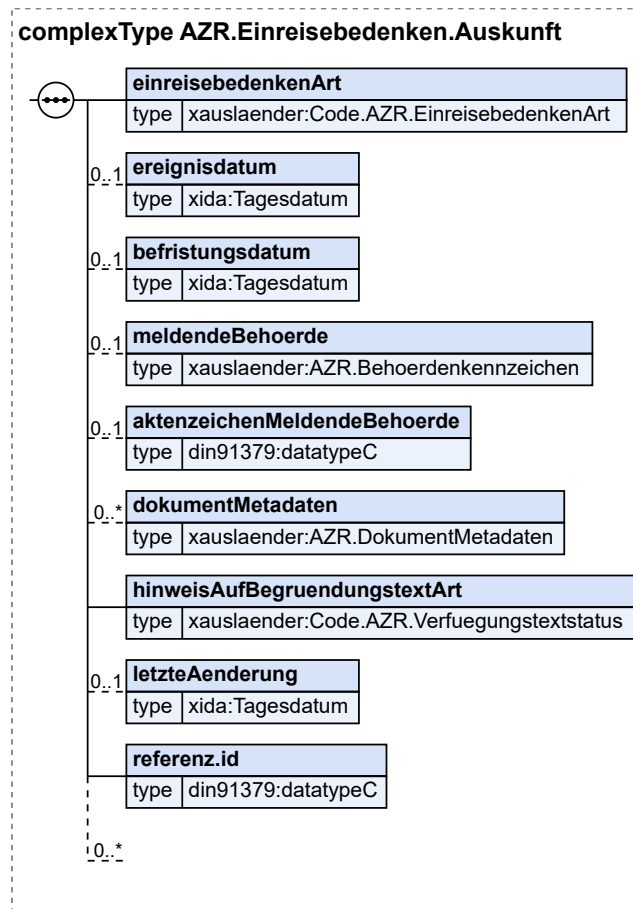 complexType AZR.Einreisebedenken.Auskunft
einreisebedenkenArt
type xauslaender:Code.AZR.EinreisebedenkenArt
0..1 ereignisdatum
type xida:Tagesdatum
0..1 befristungsdatum
type xida:Tagesdatum
0..1 meldendeBehoerde
type xauslaender:AZR.Behoerdenkennzeichen
0..1 aktenzeichenMeldendeBehoerde
type din91379:datatypeC
0..* dokumentMetadaten
type xauslaender:AZR.DokumentMetadaten
hinweisAufBegruendungstextArt
type xauslaender:Code.AZR.Verfuegungstextstatus
0..1 letzteAenderung
type xida:Tagesdatum
referenz.id
type din91379:datatypeC
0..*